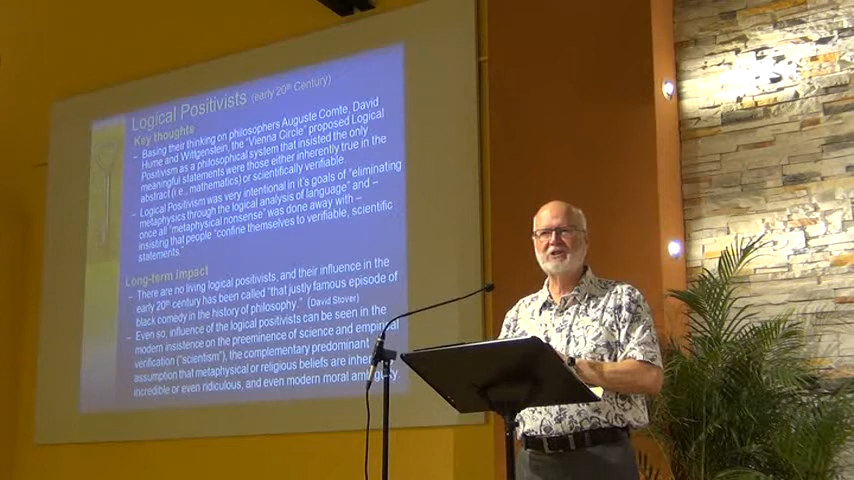 Logical Positivists (early 20th Century)
Key thoughts
– Basing their thinking on philosophers Auguste Comte, David
Hume and Wittgenstein, the "Vienna Circle" proposed Logical
Positivism as a philosophical system that insisted the only
meaningful statements were those either inherently true in the
abstract (i.e., mathematics) or scientifically verifiable.
– Logical Positivism was very intentional in it's goals of "eliminating
metaphysics through the logical analysis of language" and –
once all "metaphysical nonsense" was done away with –
insisting that people "confine themselves to verifiable, scientific
statements."
Long-term impact
– There are no living logical positivists, and their influence in the
early 20th century has been called "that justly famous episode of
black comedy in the history of philosophy." (David Stover)
– Even so, influence of the logical positivists can be seen in the
modern insistence on the preeminence of science and empirical
verification ("scientism"), the complementary predominant
assumption that metaphysical or religious beliefs are
incredible or even ridiculous, and even modern moral ambiguity.